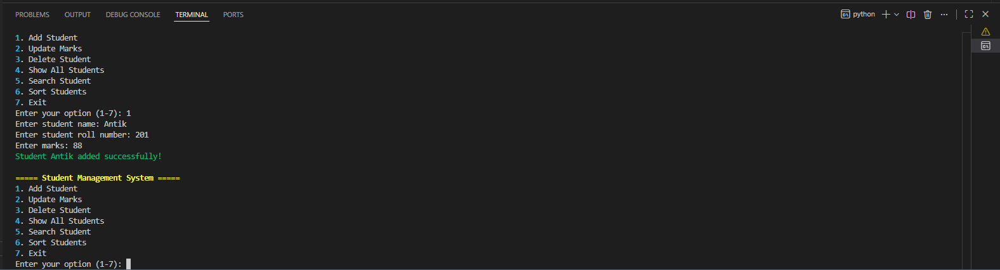 PROBLEMS OUTPUT DEBUG CONSOLE TERMINAL PORTS python
1. Add Student
2. Update Marks
3. Delete Student
4. Show All Students
5. Search Student
6. Sort Students
7. Exit
Enter your option (1-7): 1
Enter student name: Antik
Enter student roll number: 201
Enter marks: 88
Student Antik added successfully!
===== Student Management System =====
1. Add Student
2. Update Marks
3. Delete Student
4. Show All Students
5. Search Student
6. Sort Students
7. Exit
Enter your option (1-7):